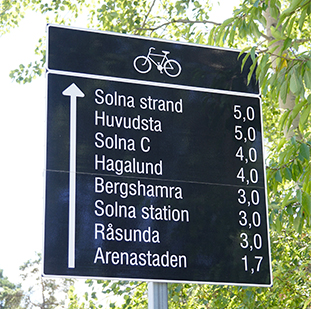 Solna strand 5,0
Huvudsta 5,0
Solna C 4,0
Hagalund 4,0
Bergshamra 3,0
Solna station 3,0
Råsunda 3,0
Arenastaden 1,7